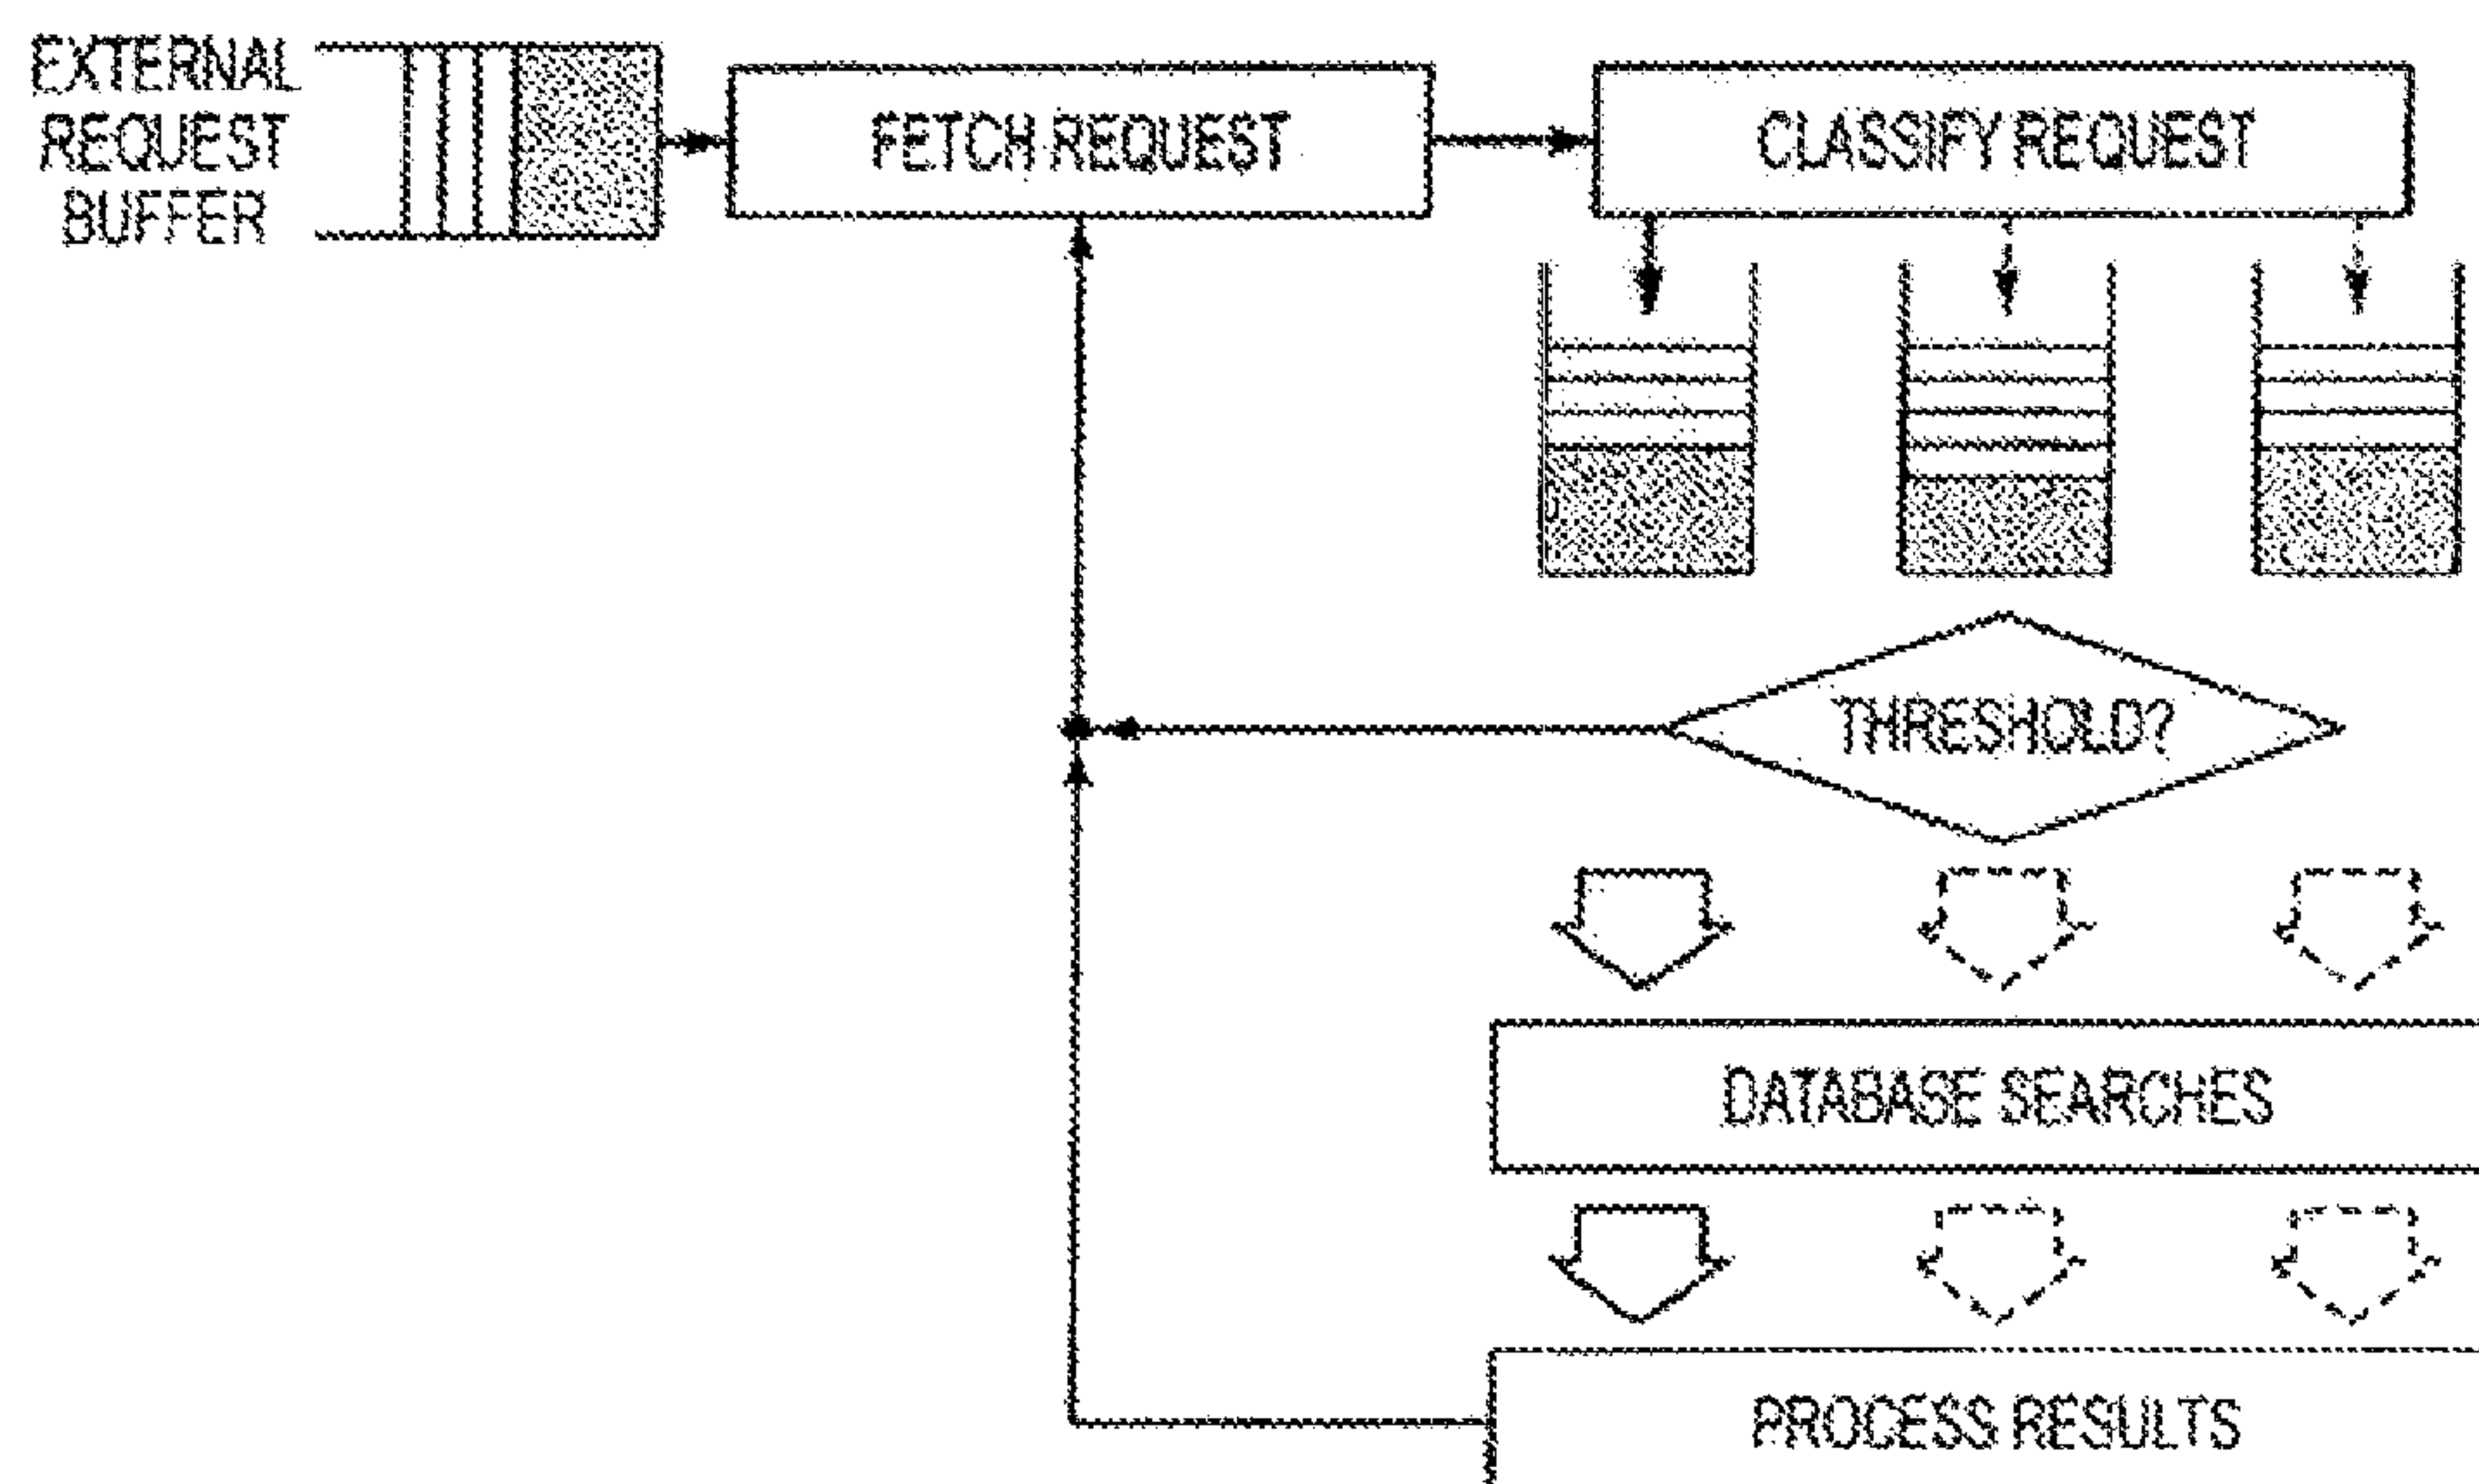 EXTERNAL
REQUEST
BUFFER
FETCH REQUEST
CLASSIFY REQUEST
THRESHOLD?
DATABASE SEARCHES
PROCESS RESULTS